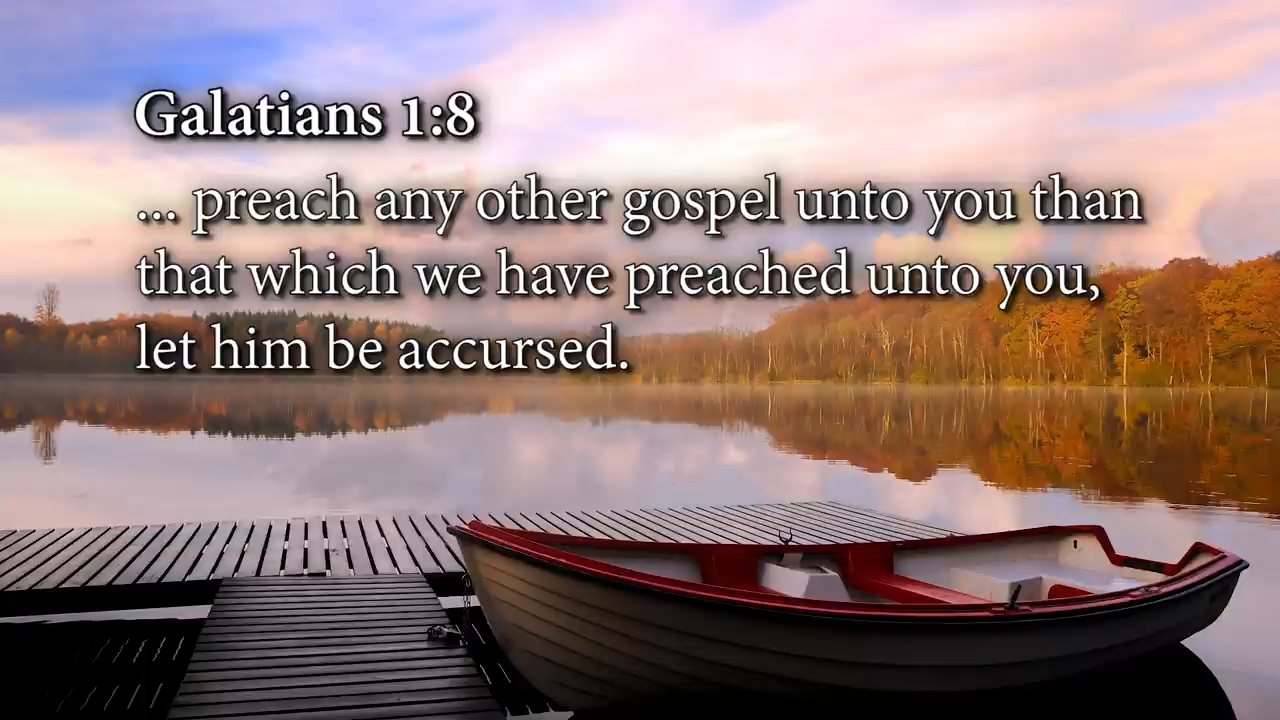 Galatians 1:8
... preach any other gospel unto you than
that which we have preached unto you,
let him be accursed.